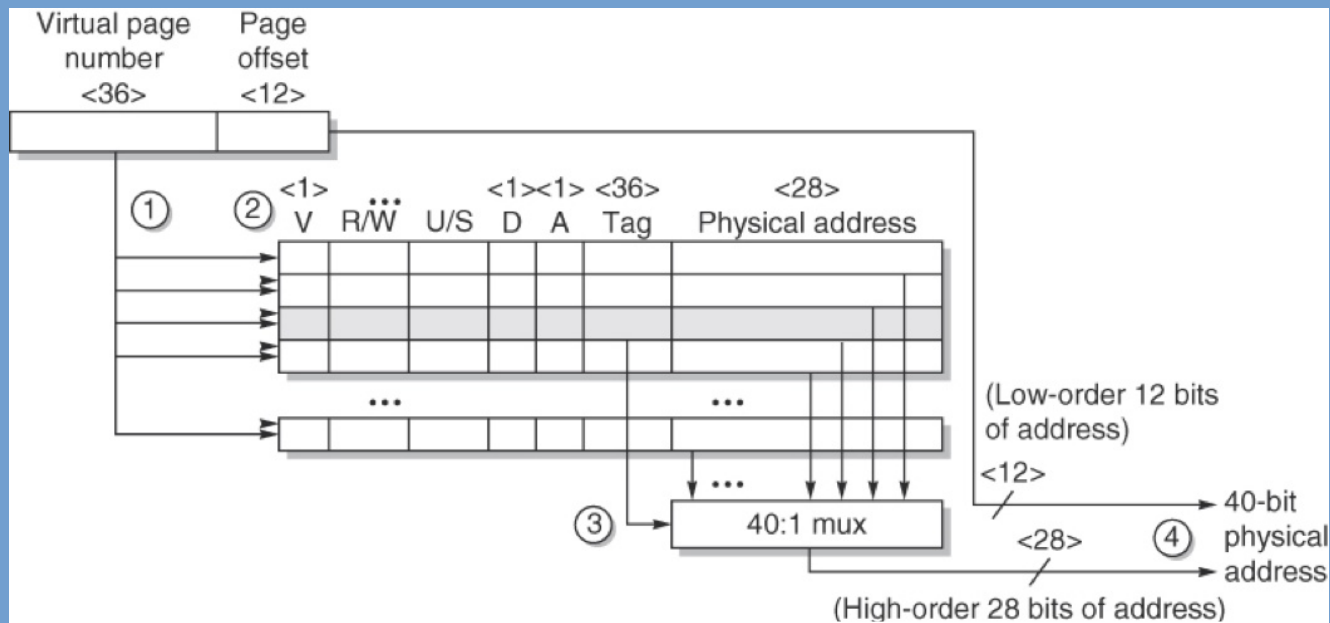 Virtual page
number
<36>
Page
offset
<12>
1
2
<1>
V
R/W
...
U/S
<1>
D
<1>
A
<36>
Tag
<28>
Physical address
...
...
(Low-order 12 bits
of address)
<12>
...
3
40:1 mux
<28>
4
40-bit
physical
address
(High-order 28 bits of address)